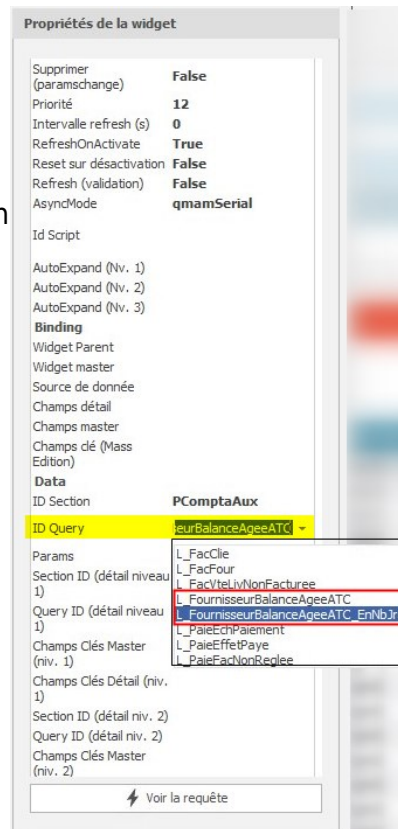 Propriétés de la widget
Supprimer
(paramschange) False
Priorité 12
Intervalle refresh (s) 0
RefreshOnActivate True
Reset sur désactivation False
Refresh (validation) False
AsyncMode qmamSerial
n
Id Script
AutoExpand (Nv. 1)
AutoExpand (Nv. 2)
AutoExpand (Nv. 3)
Binding
Widget Parent
Widget master
Source de donnée
Champs détail
Champs master
Champs clé (Mass
Edition)
Data
ID Section PComptaAux
ID Query seurBalanceAgeeATC
L_FacClie
L_FacFour
L_FacVteLivNonFacturee
L_FournisseurBalanceAgeeATC
L_FournisseurBalanceAgeeATC_EnNbJr
L_PaieEchPaiement
L_PaieEffetPaye
L_PaieFacNonReglee
Params
Section ID (détail niveau
1)
Query ID (détail niveau
1)
Champs Clés Master
(niv. 1)
Champs Clés Détail (niv.
1)
Section ID (détail niv. 2)
Query ID (détail niv. 2)
Champs Clés Master
(niv. 2)
Voir la requête